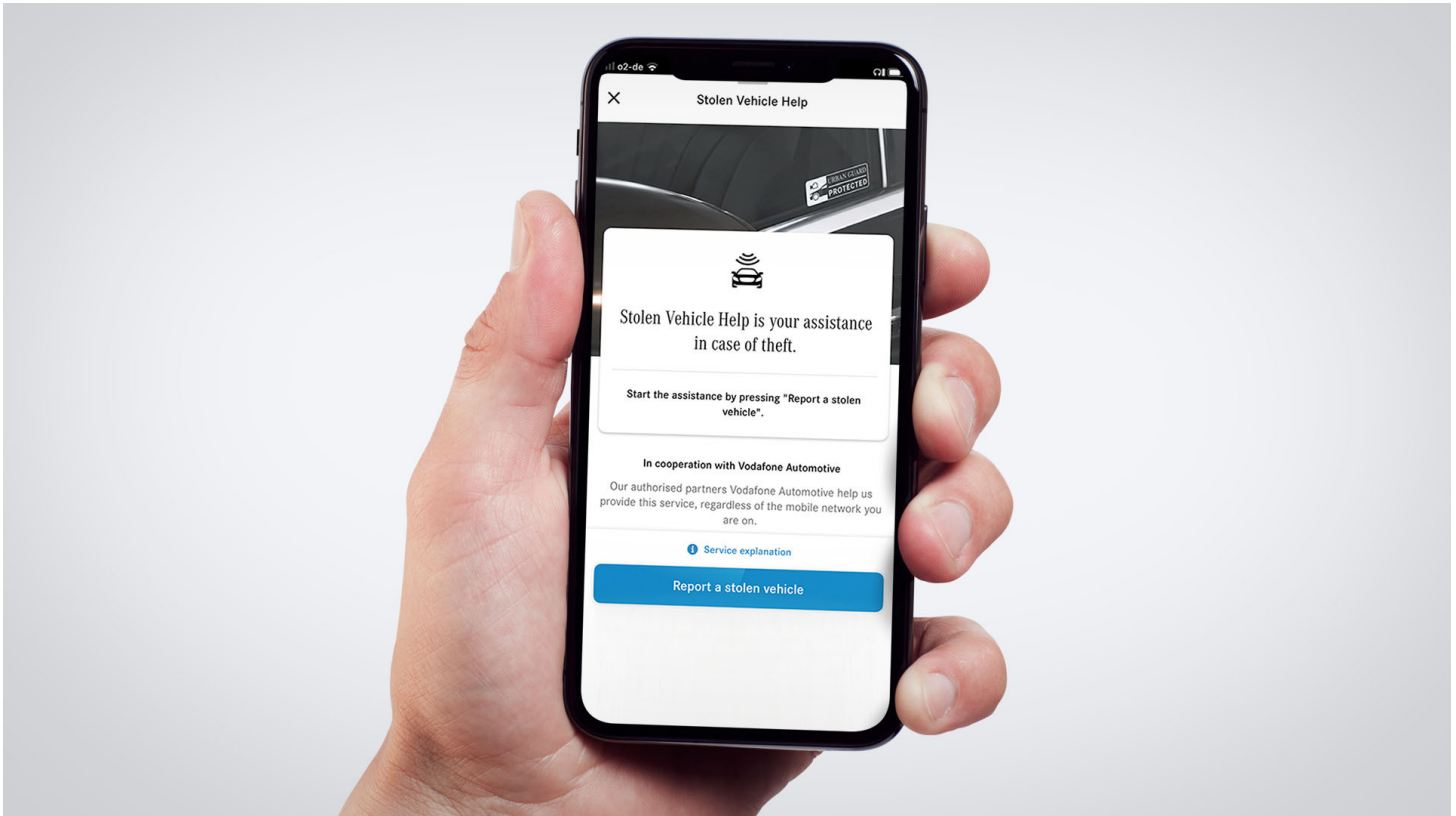 o2-de
Stolen Vehicle Help
URBAN GUARD
PROTECTED
Stolen Vehicle Help is your assistance
in case of theft.
Start the assistance by pressing "Report a stolen
vehicle".
In cooperation with Vodafone Automotive
Our authorised partners Vodafone Automotive help us
provide this service, regardless of the mobile network you
are on.
Service explanation
Report a stolen vehicle